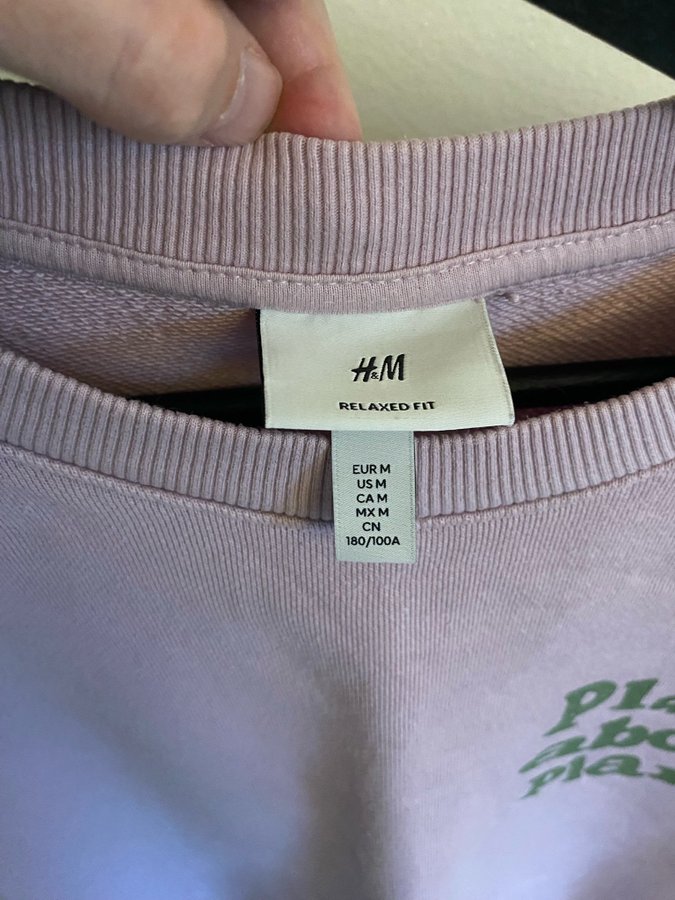 H&M
RELAXED FIT
EUR M
US M
CA M
MX M
CN
180/100A